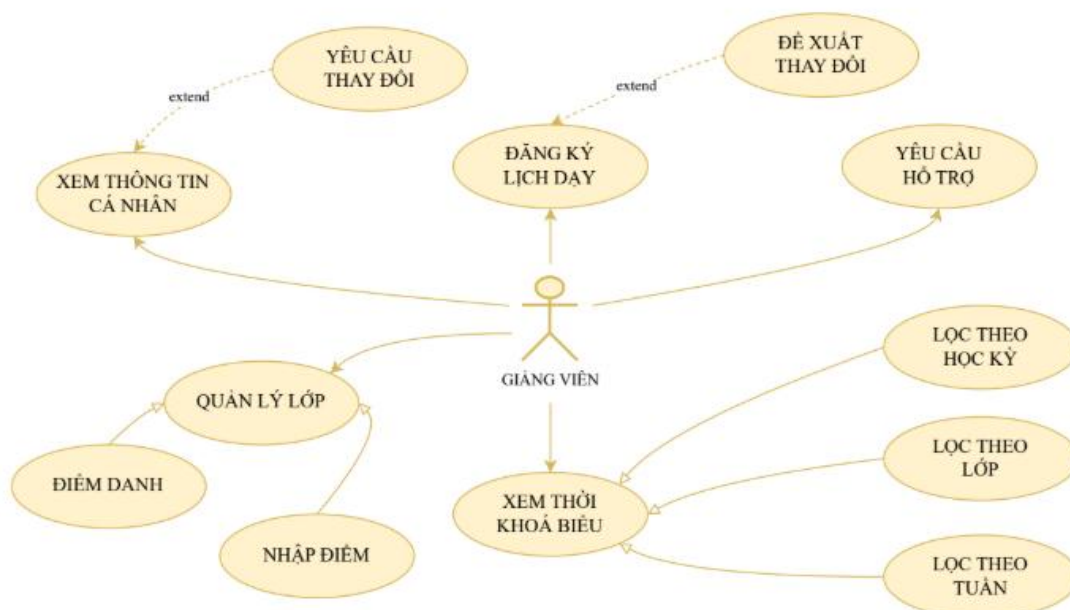 YÊU CẦU
THAY ĐỔI
ĐỀ XUẤT
THAY ĐỔI
extend
extend
XEM THÔNG TIN
CÁ NHÂN
ĐĂNG KÝ
LỊCH DẠY
YÊU CẦU
HỖ TRỢ
GIẢNG VIÊN
LỌC THEO
HỌC KỲ
QUẢN LÝ LỚP
LỌC THEO
LỚP
ĐIỂM DANH
XEM THỜI
KHOÁ BIỂU
NHẬP ĐIỂM
LỌC THEO
TUẦN